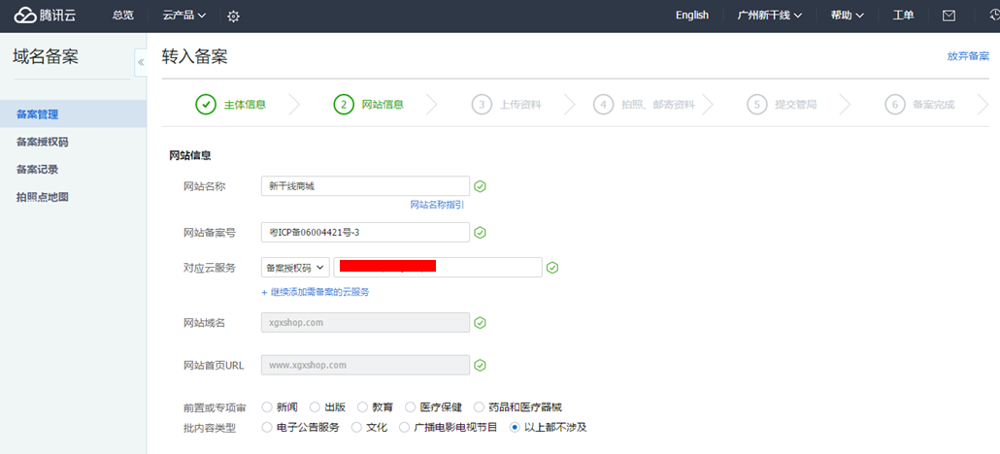 腾讯云 总览 云产品 English 广州新干线 帮助 工单
域名备案
«
转入备案
放弃备案
主体信息 2 网站信息 3 上传资料 4 拍照、邮寄资料 5 提交管局 6 备案完成
备案管理
备案授权码
备案记录
拍照点地图
网站信息
网站名称 新干线商城
网站名称指引
网站备案号 粤ICP备06004421号-3
对应云服务 备案授权码
+ 继续添加需备案的云服务
网站域名 xgxshop.com
网站首页URL www.xgxshop.com
前置或专项审 新闻 出版 教育 医疗保健 药品和医疗器械
批内容类型 电子公告服务 文化 广播电影电视节目 以上都不涉及